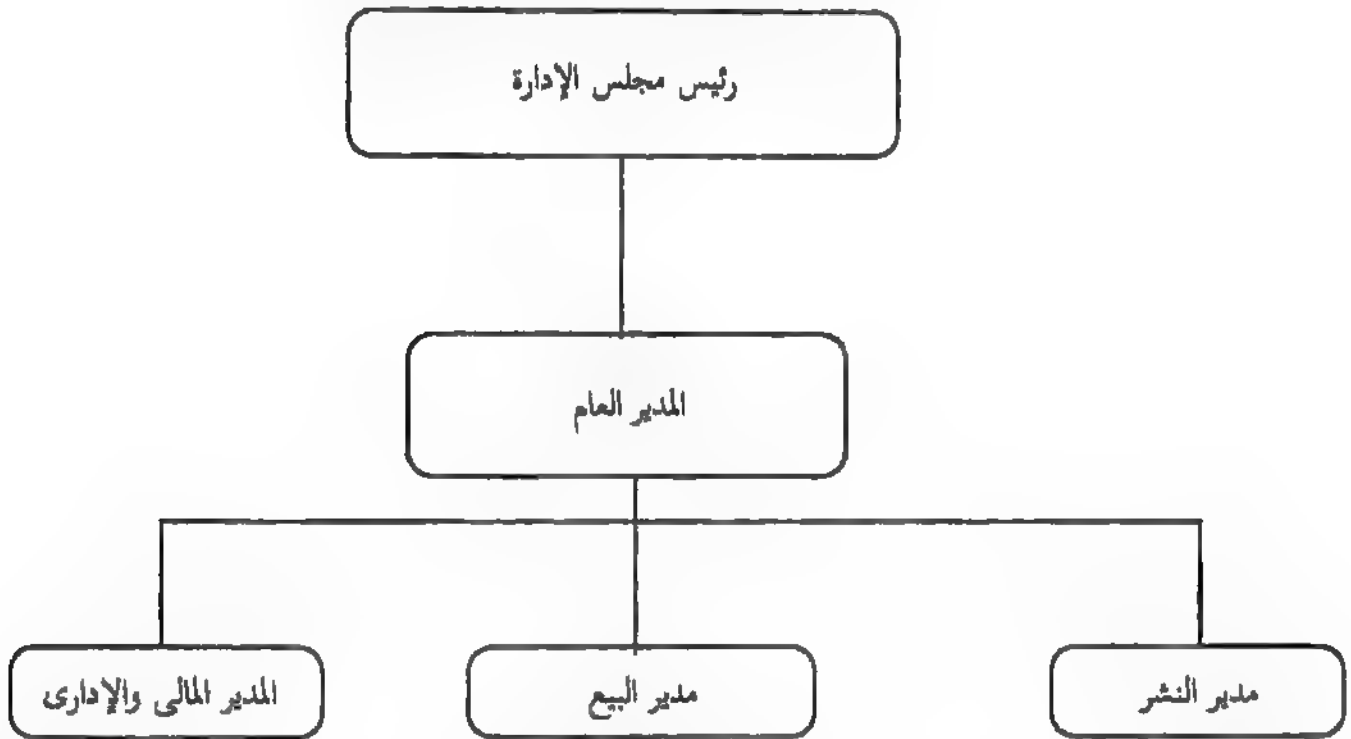 رئيس مجلس الإدارة
المدير العام
مدير النشر
مدير البيع
المدير المالى والإدارى